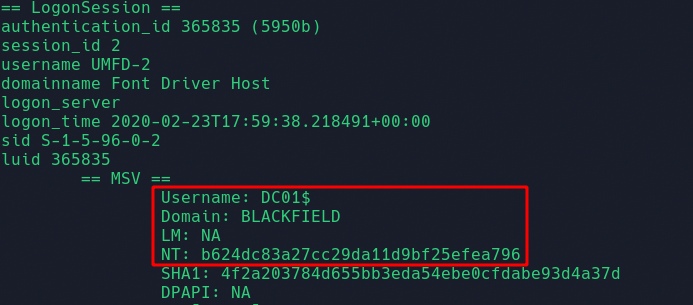 == LogonSession ==
authentication_id 365835 (5950b)
session_id 2
username UMFD-2
domainname Font Driver Host
logon_server
logon_time 2020-02-23T17:59:38.218491+00:00
sid S-1-5-96-0-2
luid 365835
== MSV ==
Username: DC01$
Domain: BLACKFIELD
LM: NA
NT: b624dc83a27cc29da11d9bf25efea796
SHA1: 4f2a203784d655bb3eda54ebe0cfdabe93d4a37d
DPAPI: NA